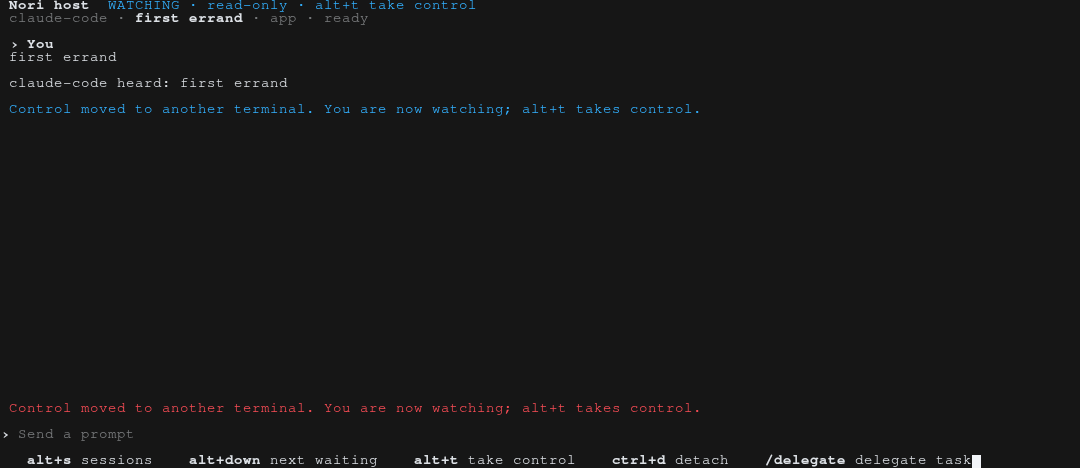 Nori host  WATCHING · read-only · alt+t take control
claude-code · first errand · app · ready
› You
first errand
claude-code heard: first errand
Control moved to another terminal. You are now watching; alt+t takes control.
Control moved to another terminal. You are now watching; alt+t takes control.
› Send a prompt
alt+s sessions    alt+down next waiting    alt+t take control    ctrl+d detach    /delegate delegate task